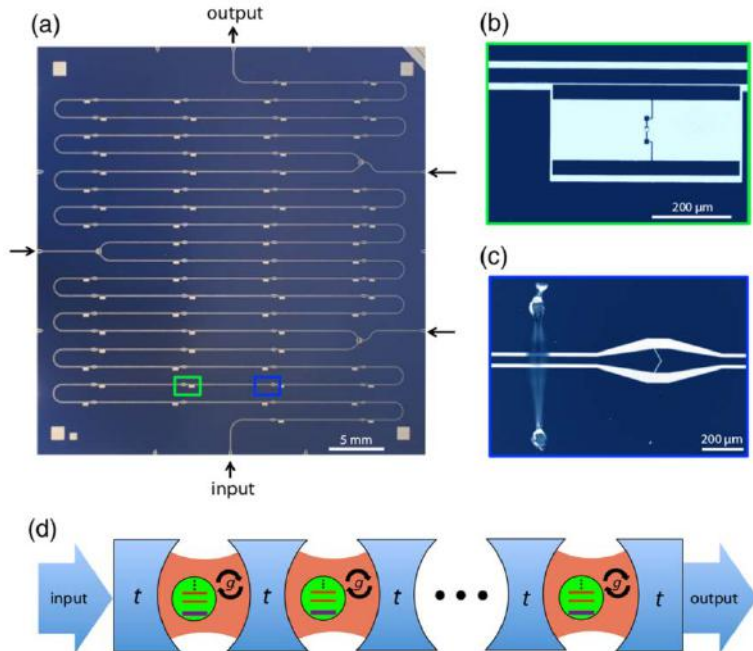 (a)
output
5 mm
input
(b)
200 µm
(c)
200 µm
(d)
input
t
g
t
g
t
t
g
t
output